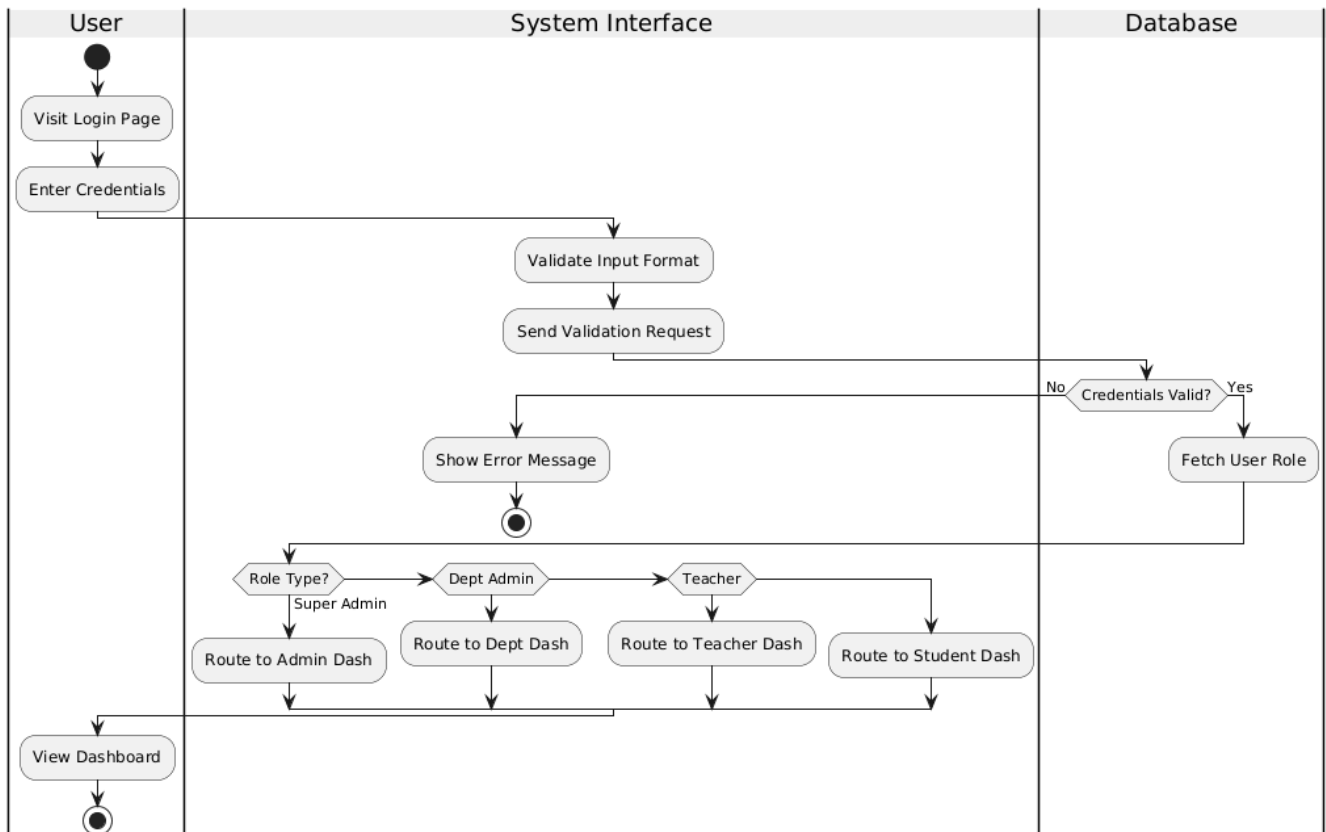 User
System Interface
Database
Visit Login Page
Enter Credentials
Validate Input Format
Send Validation Request
No
Credentials Valid?
Yes
Show Error Message
Fetch User Role
Role Type?
Dept Admin
Teacher
Super Admin
Route to Admin Dash
Route to Dept Dash
Route to Teacher Dash
Route to Student Dash
View Dashboard